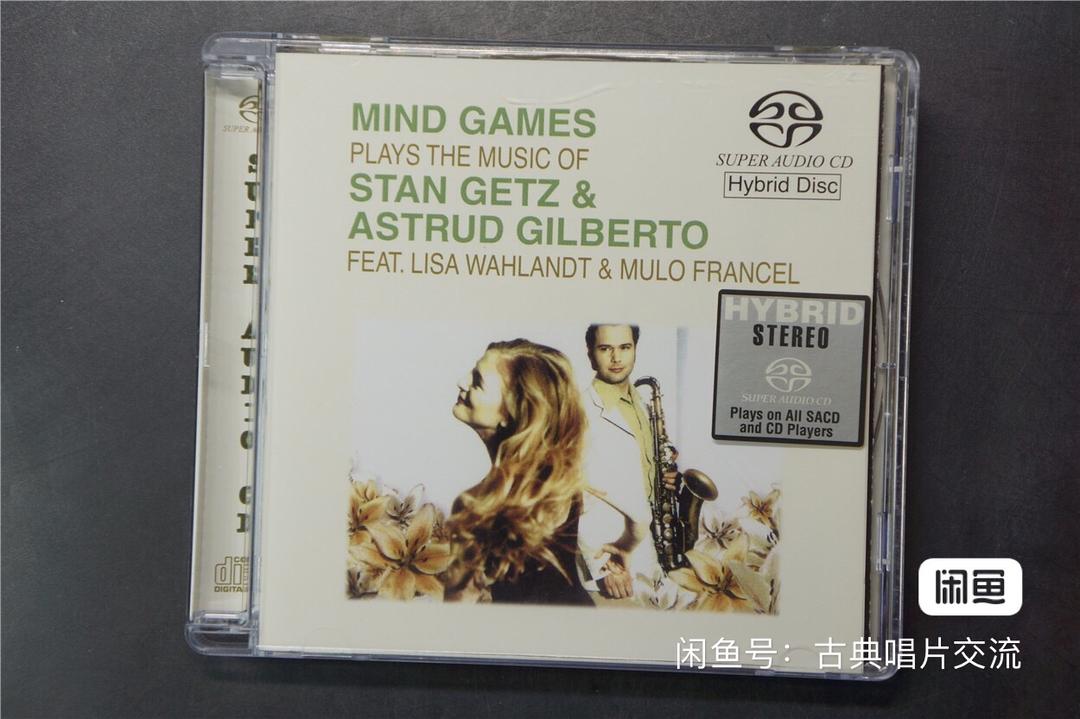 MIND GAMES
PLAYS THE MUSIC OF
STAN GETZ &
ASTRUD GILBERTO
FEAT. LISA WAHLANDT & MULO FRANCEL
SUPER AUDIO CD
Hybrid Disc
HYBRID
STEREO
SUPER AUDIO CD
Plays on All SACD
and CD Players
闲鱼
闲鱼号：古典唱片交流